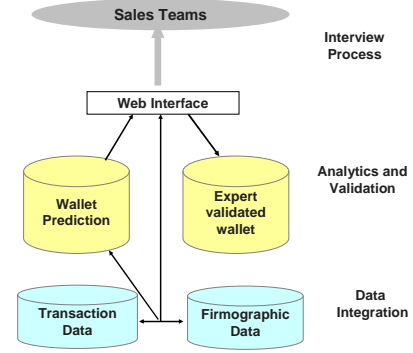 Sales Teams
Interview
Process
Web Interface
Wallet
Prediction
Expert
validated
wallet
Analytics and
Validation
Transaction
Data
Firmographic
Data
Data
Integration